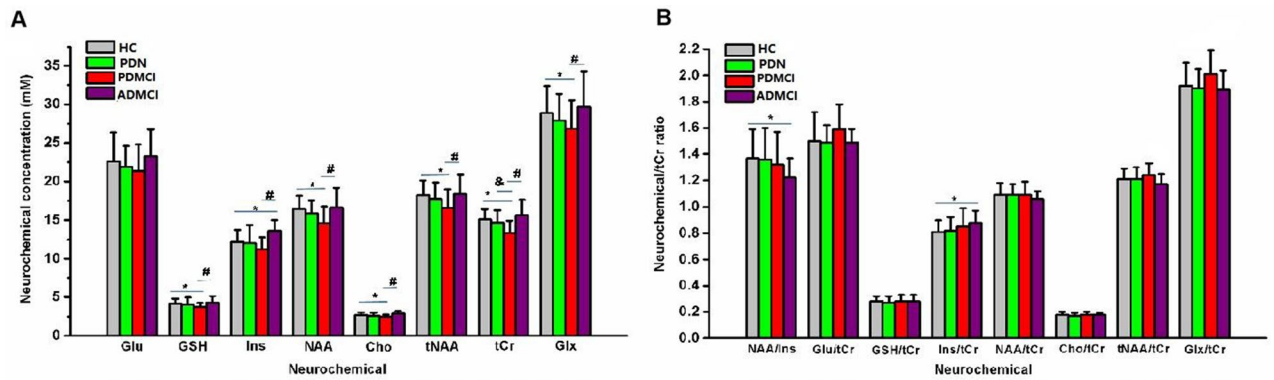 A
Neurochemical concentration (mM)
35
30
25
20
15
10
5
0
HC
PDN
PDMCI
ADMCI
*
#
*
#
*
#
*
#
*
#
*
&
#
*
#
Glu GSH Ins NAA Cho tNAA tCr Glx
Neurochemical
B
Neurochemical/tCr ratio
2.2
2.0
1.8
1.6
1.4
1.2
1.0
0.8
0.6
0.4
0.2
0.0
HC
PDN
PDMCI
ADMCI
*
*
NAA/Ins Glu/tCr GSH/tCr Ins/tCr NAA/tCr Cho/tCr tNAA/tCr Glx/tCr
Neurochemical